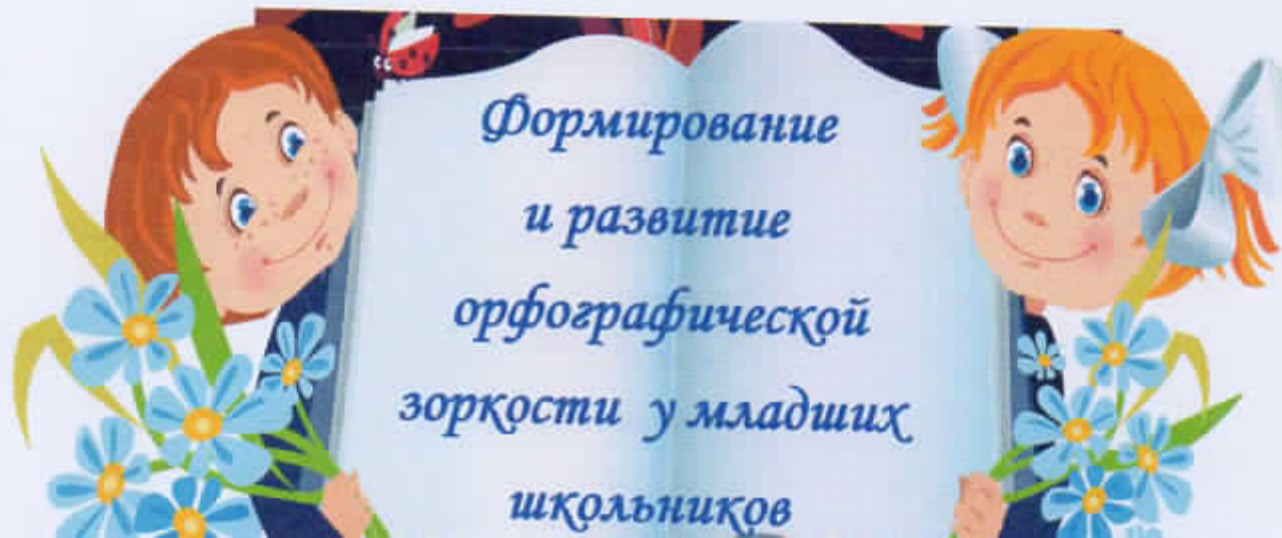 Формирование
и развитие
орфографической
зоркости у младших
школьников